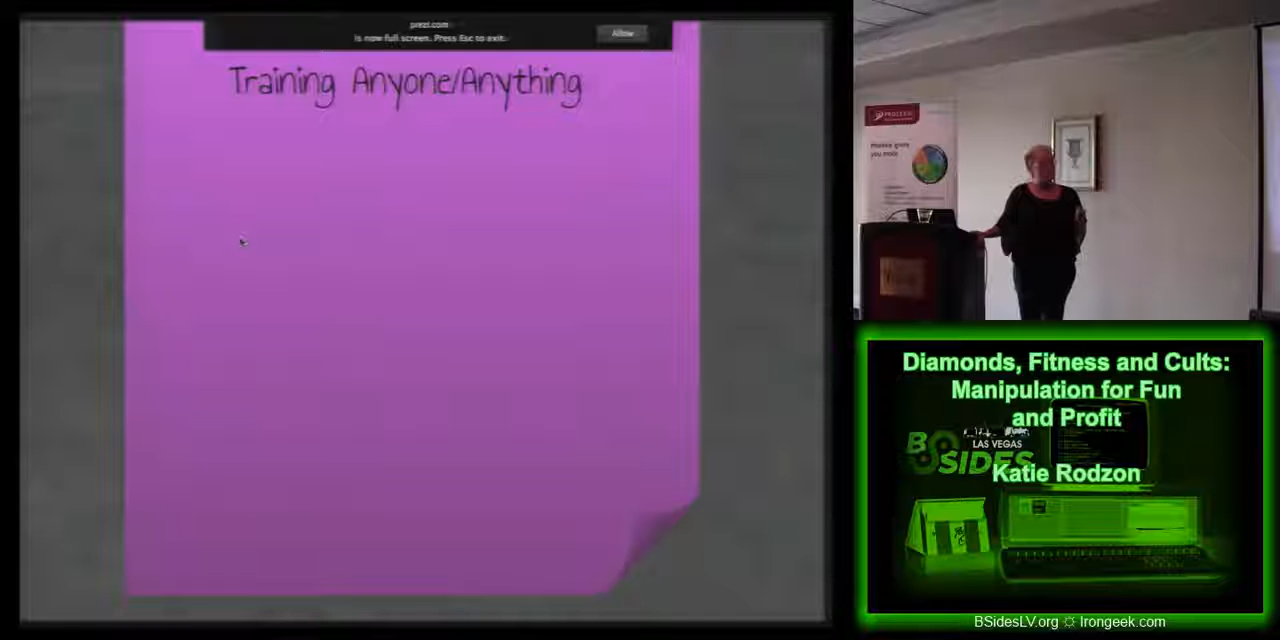 prezi.com
is now full screen. Press Esc to exit.
Allow
Training Anyone/Anything
Diamonds, Fitness and Cults:
Manipulation for Fun
and Profit
LAS VEGAS
BSIDES
Katie Rodzon
BSidesLV.org ☼ Irongeek.com